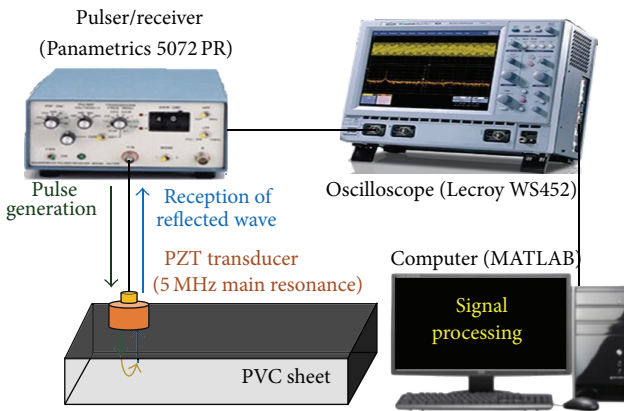 Pulser/receiver
(Panametrics 5072 PR)
Oscilloscope (Lecroy WS452)
Pulse
generation
Reception of
reflected wave
PZT transducer
(5 MHz main resonance)
Computer (MATLAB)
Signal
processing
PVC sheet